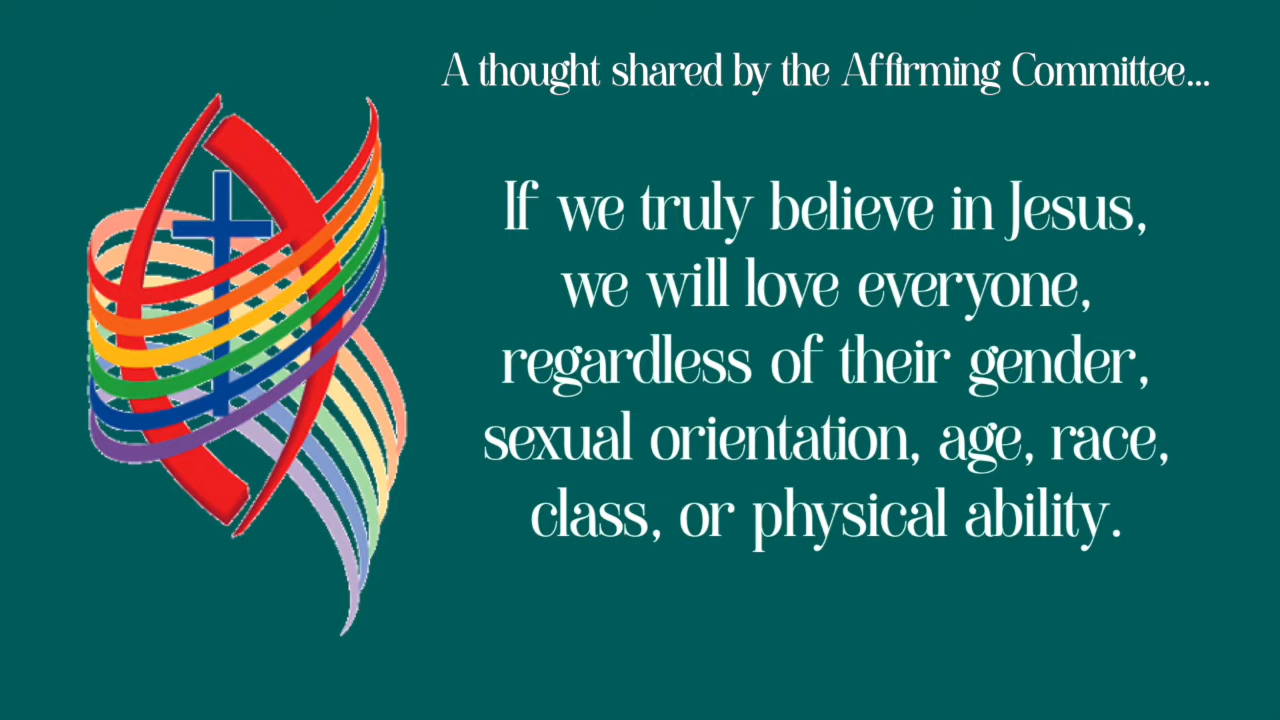 A thought shared by the Affirming Committee...
If we truly believe in Jesus,
we will love everyone,
regardless of their gender,
sexual orientation, age, race,
class, or physical ability.